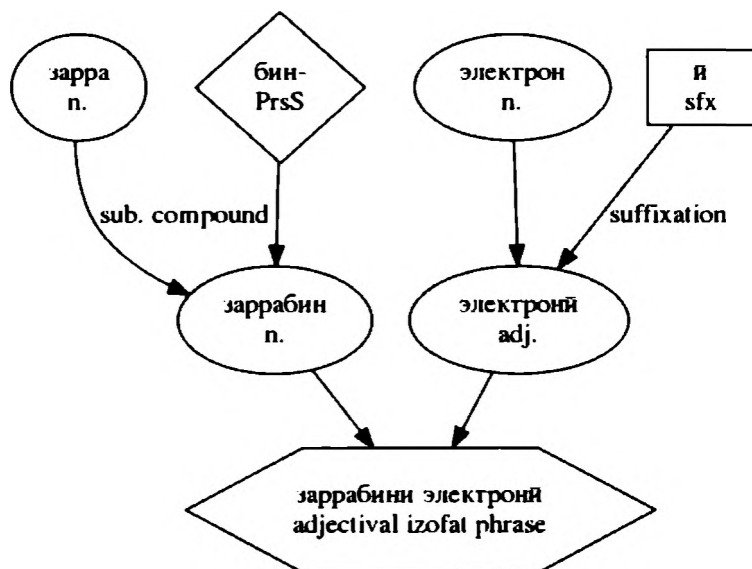 зарра
n.
бин-
PrsS
электрон
n.
ӣ
sfx
sub. compound
suffixation
заррабин
n.
электронӣ
adj.
заррабини электронӣ
adjectival izofat phrase